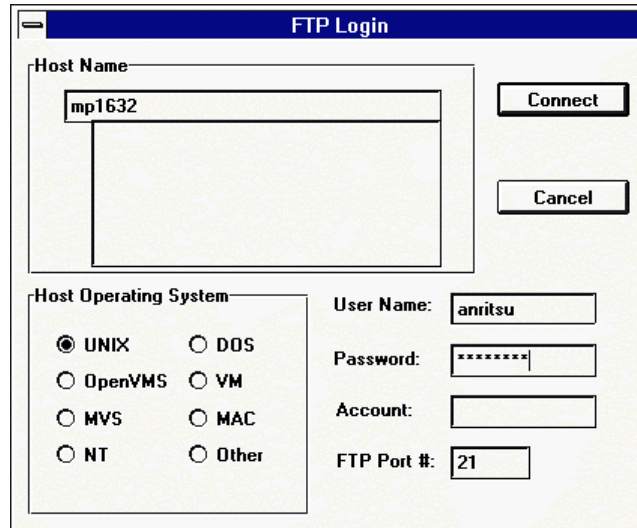 FTP Login
Host Name
mp1632
Connect
Cancel
Host Operating System
UNIX
DOS
OpenVMS
VM
MVS
MAC
NT
Other
User Name: anritsu
Password: ********
Account:
FTP Port #: 21